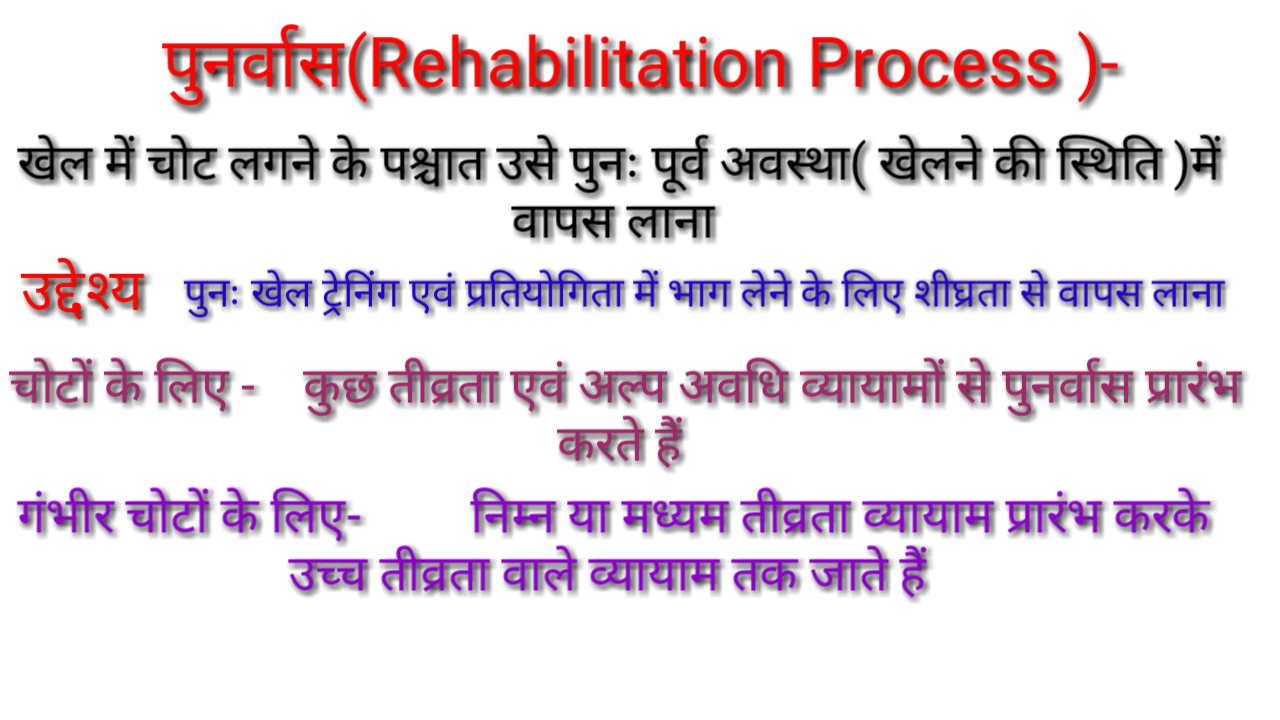 पुनर्वास(Rehabilitation Process )-
खेल में चोट लगने के पश्चात उसे पुनः पूर्व अवस्था( खेलने की स्थिति )में
वापस लाना
उद्देश्य पुनः खेल ट्रेनिंग एवं प्रतियोगिता में भाग लेने के लिए शीघ्रता से वापस लाना
चोटों के लिए - कुछ तीव्रता एवं अल्प अवधि व्यायामों से पुनर्वास प्रारंभ
करते हैं
गंभीर चोटों के लिए- निम्न या मध्यम तीव्रता व्यायाम प्रारंभ करके
उच्च तीव्रता वाले व्यायाम तक जाते हैं